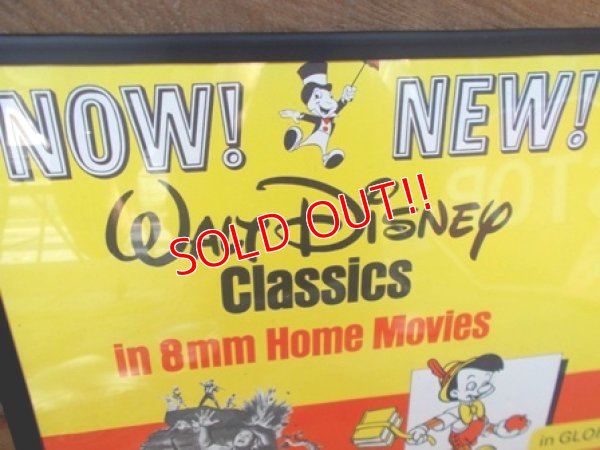 NOW! NEW!
WALT DISNEY
SOLD OUT!!
Classics
in 8mm Home Movies
in GLO